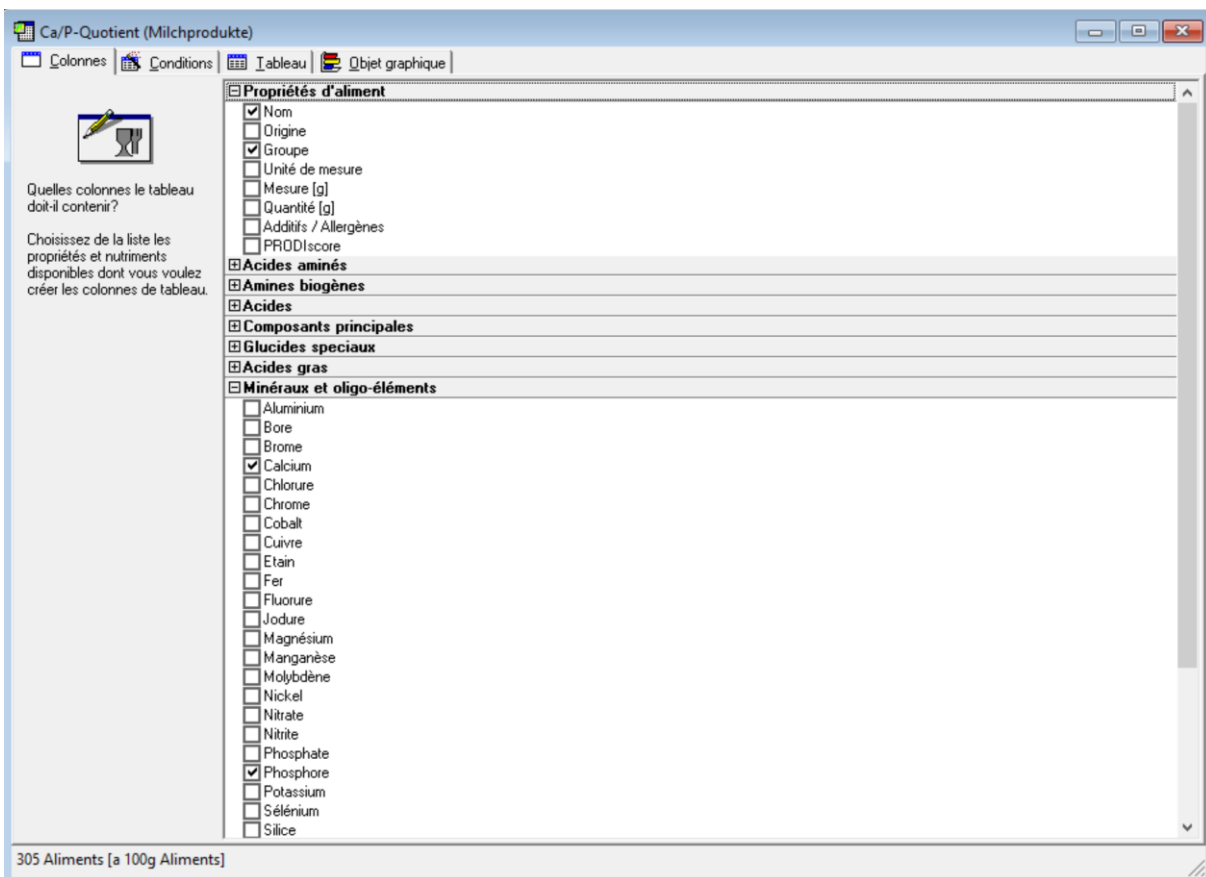 Ca/P-Quotient (Milchprodukte)
Colonnes Conditions Tableau Objet graphique
Quelles colonnes le tableau
doit-il contenir?
Choisissez de la liste les
propriétés et nutriments
disponibles dont vous voulez
créer les colonnes de tableau.
Propriétés d'aliment
Nom
Origine
Groupe
Unité de mesure
Mesure [g]
Quantité [g]
Additifs / Allergènes
PRODIscore
Acides aminés
Amines biogènes
Acides
Composants principales
Glucides speciaux
Acides gras
Minéraux et oligo-éléments
Aluminium
Bore
Brome
Calcium
Chlorure
Chrome
Cobalt
Cuivre
Etain
Fer
Fluorure
Jodure
Magnésium
Manganèse
Molybdène
Nickel
Nitrate
Nitrite
Phosphate
Phosphore
Potassium
Sélénium
Silice
305 Aliments [a 100g Aliments]